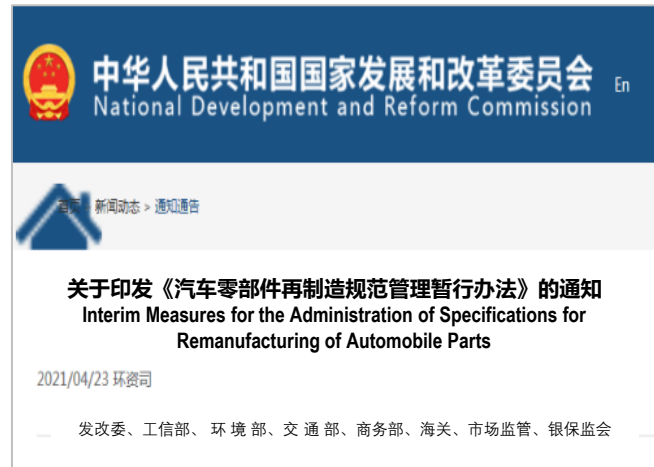 中华人民共和国国家发展和改革委员会
En
National Development and Reform Commission
首页 > 新闻动态 > 通知通告
关于印发《汽车零部件再制造规范管理暂行办法》的通知
Interim Measures for the Administration of Specifications for
Remanufacturing of Automobile Parts
2021/04/23 环资司
发改委、工信部、 环 境 部、交 通 部、商务部、海关、市场监管、银保监会